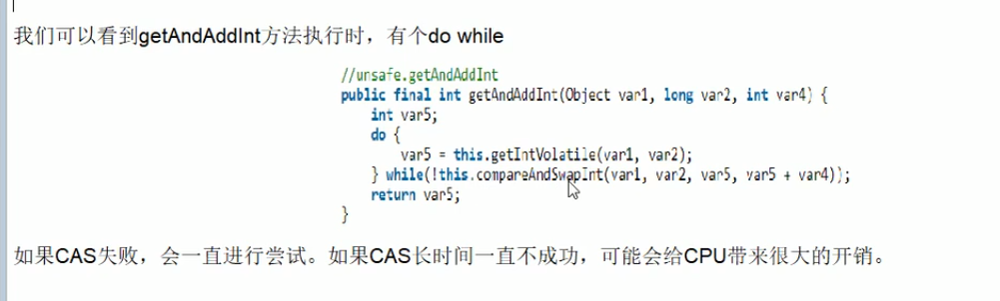 我们可以看到getAndAddInt方法执行时，有个do while
//unsafe.getAndAddInt
public final int getAndAddInt(Object var1, long var2, int var4) {
int var5;
do {
var5 = this.getIntVolatile(var1, var2);
} while(!this.compareAndSwapInt(var1, var2, var5, var5 + var4));
return var5;
}
如果CAS失败，会一直进行尝试。如果CAS长时间一直不成功，可能会给CPU带来很大的开销。